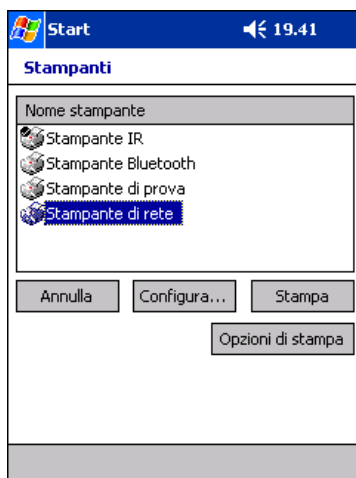 Start 19.41
Stampanti
Nome stampante
Stampante IR
Stampante Bluetooth
Stampante di prova
Stampante di rete
Annulla Configura... Stampa
Opzioni di stampa